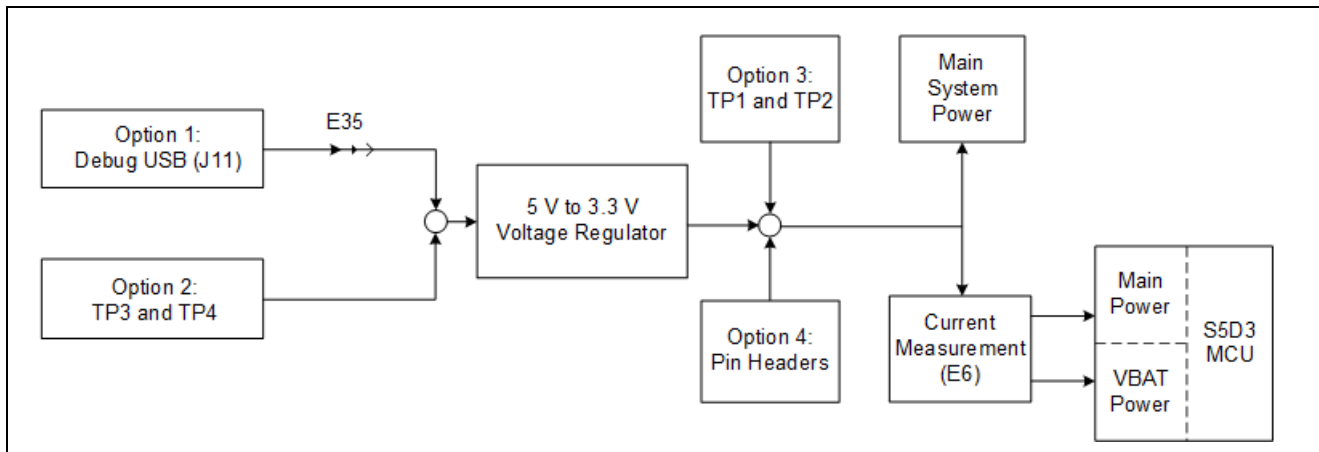 Option 1:
Debug USB (J11)
E35
Option 2:
TP3 and TP4
5 V to 3.3 V
Voltage Regulator
Option 3:
TP1 and TP2
Option 4:
Pin Headers
Main
System
Power
Current
Measurement
(E6)
Main
Power
VBAT
Power
S5D3
MCU